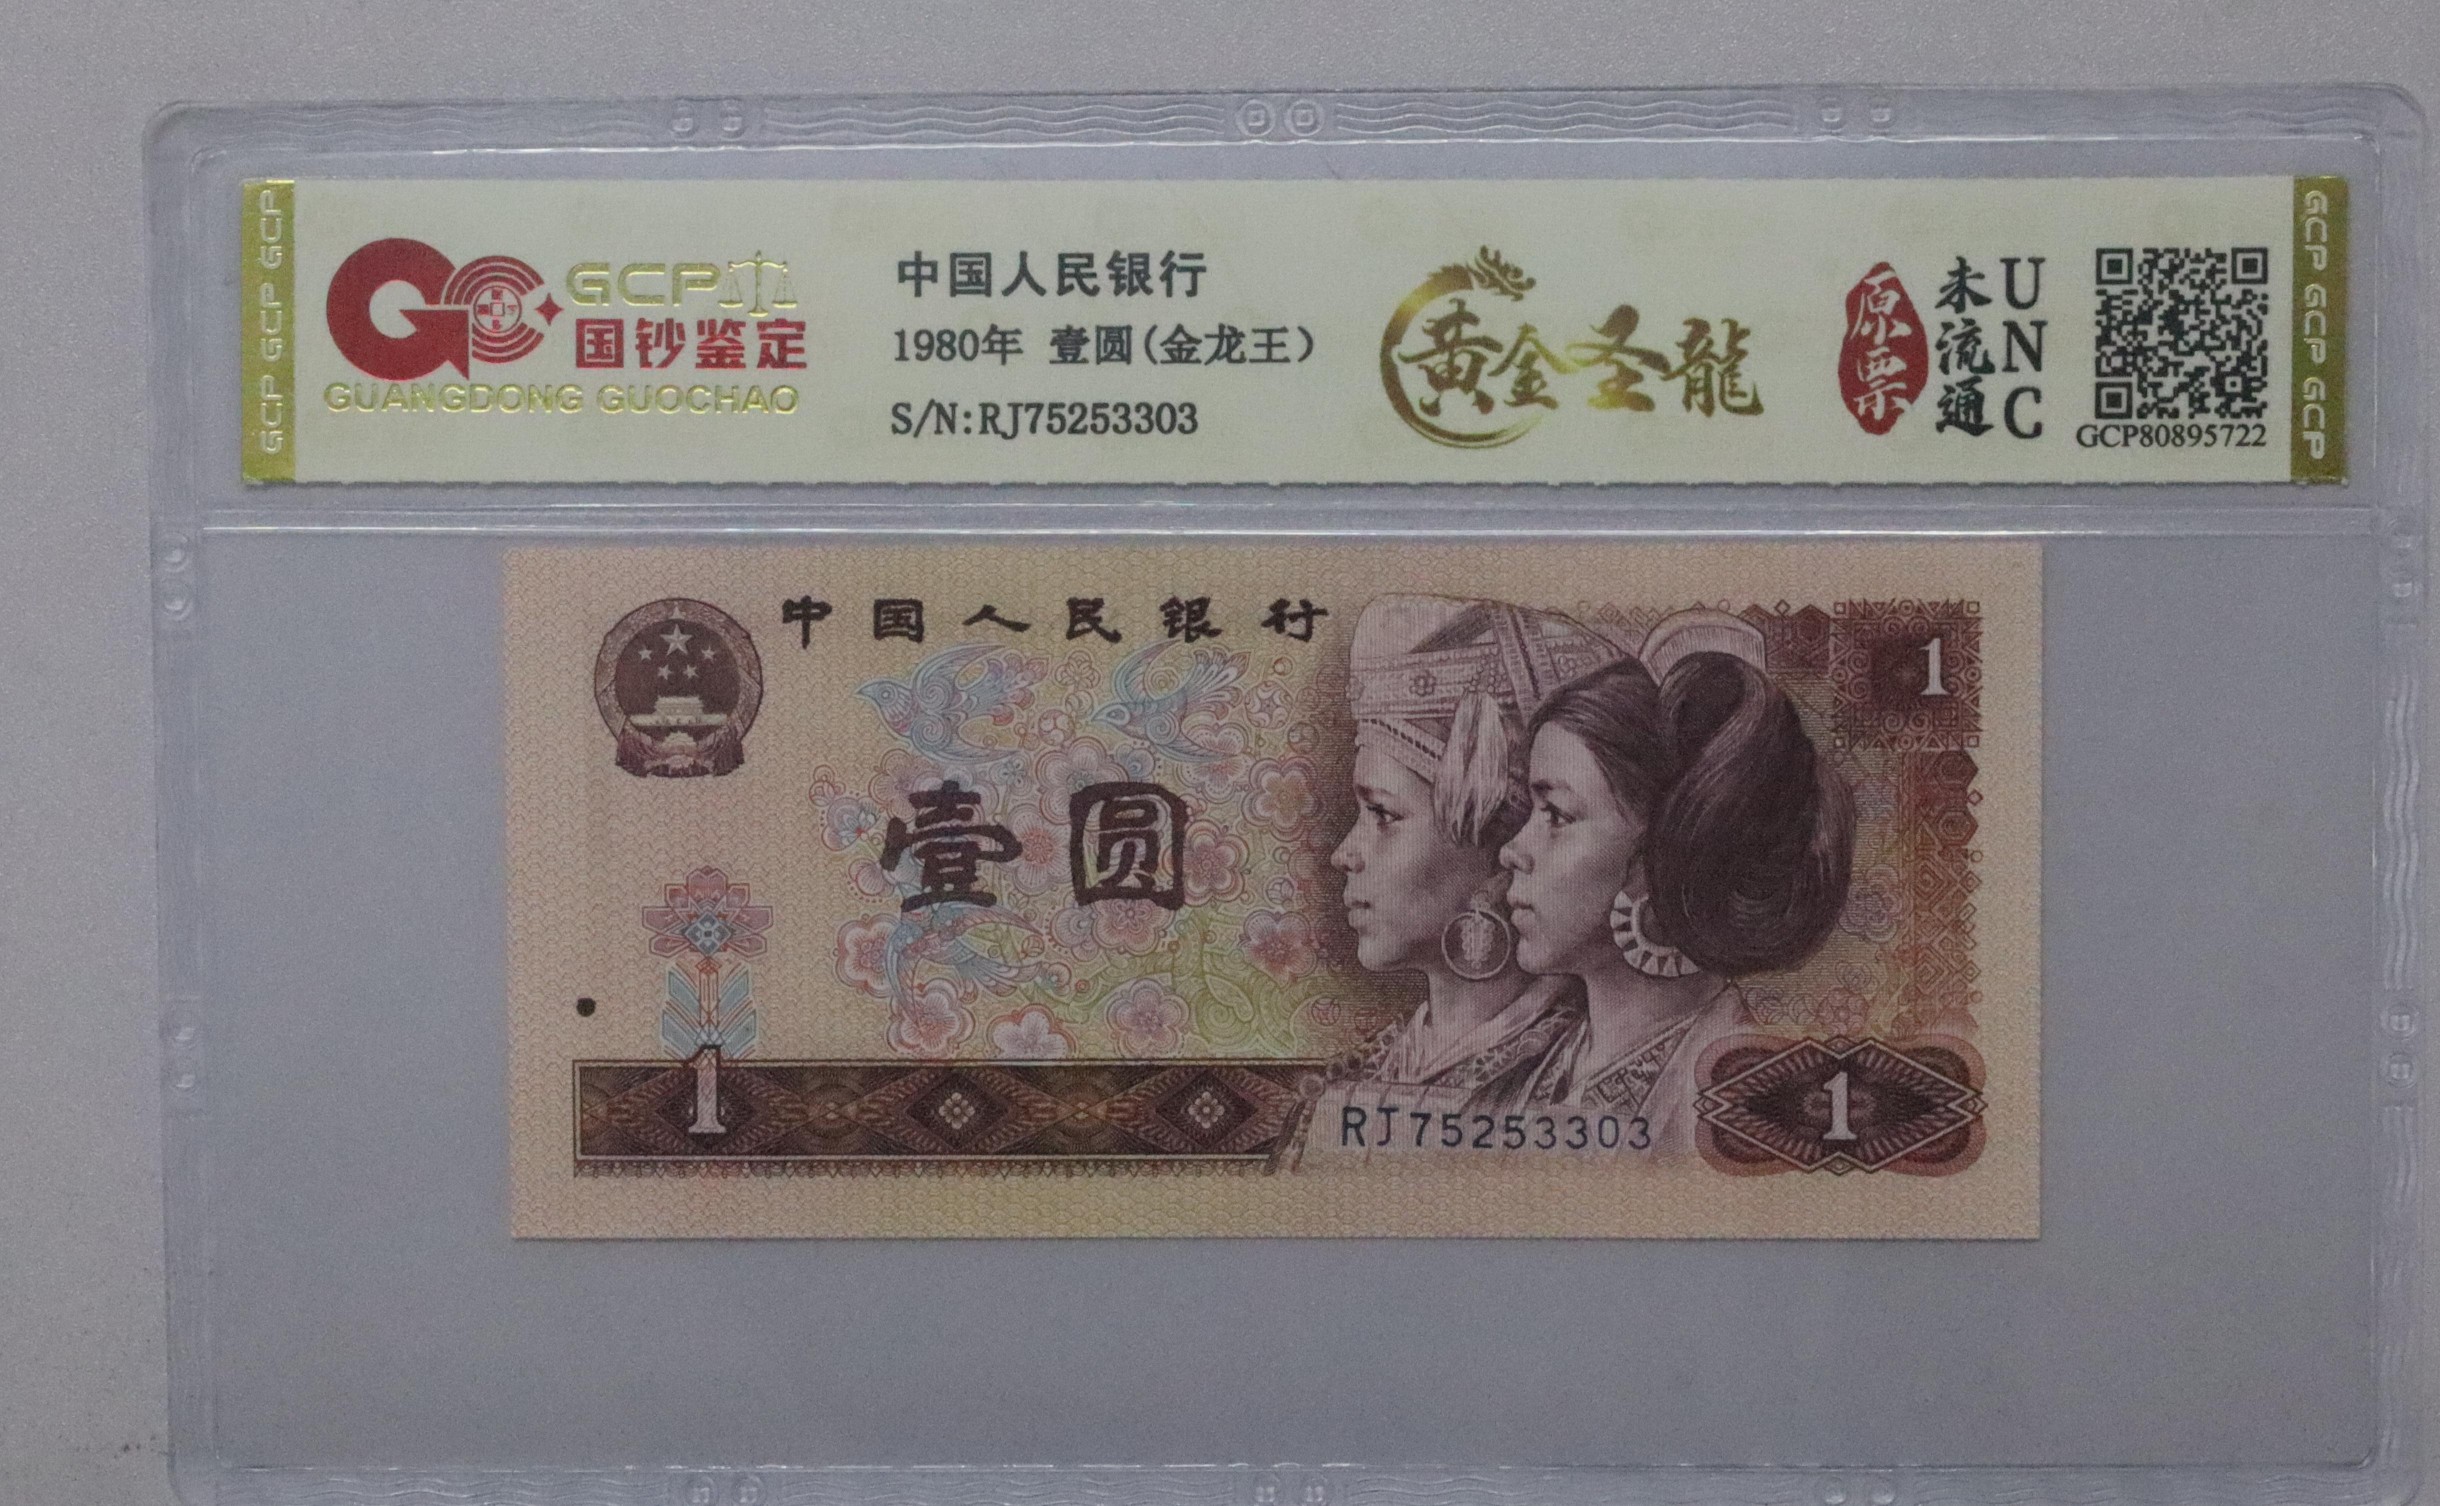 GCP GCP GCP
GCP
国钞鉴定
GUANGDONG GUOCHAO
中国人民银行
1980年 壹圆(金龙王)
S/N:RJ75253303
黄金圣龍
原票
未流通
UNC
GCP80895722
GCP GCP GCP
中国人民银行
1
壹圆
1
RJ75253303
1